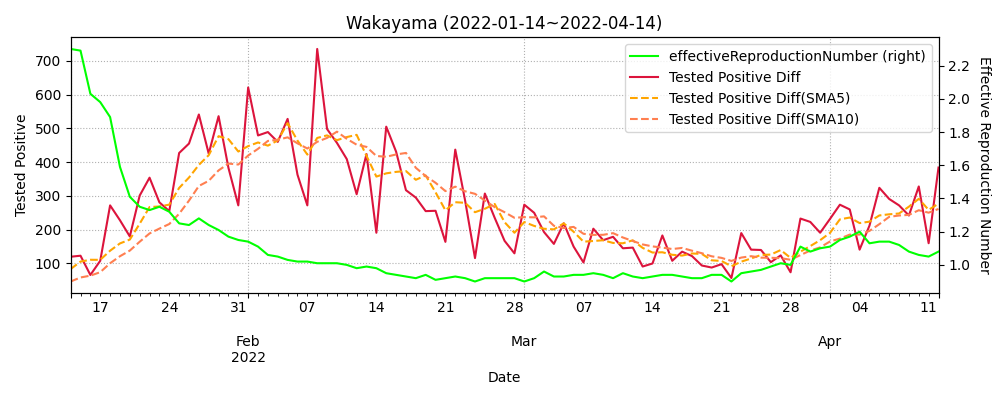 Wakayama (2022-01-14~2022-04-14)
effectiveReproductionNumber (right)
Tested Positive Diff
Tested Positive Diff(SMA5)
Tested Positive Diff(SMA10)
Tested Positive
700
600
500
400
300
200
100
2.2
2.0
1.8
1.6
1.4
1.2
1.0
Effective Reproduction Number
17 24 31 07 14 21 28 07 14 21 28 04 11
Feb Mar Apr
2022
Date